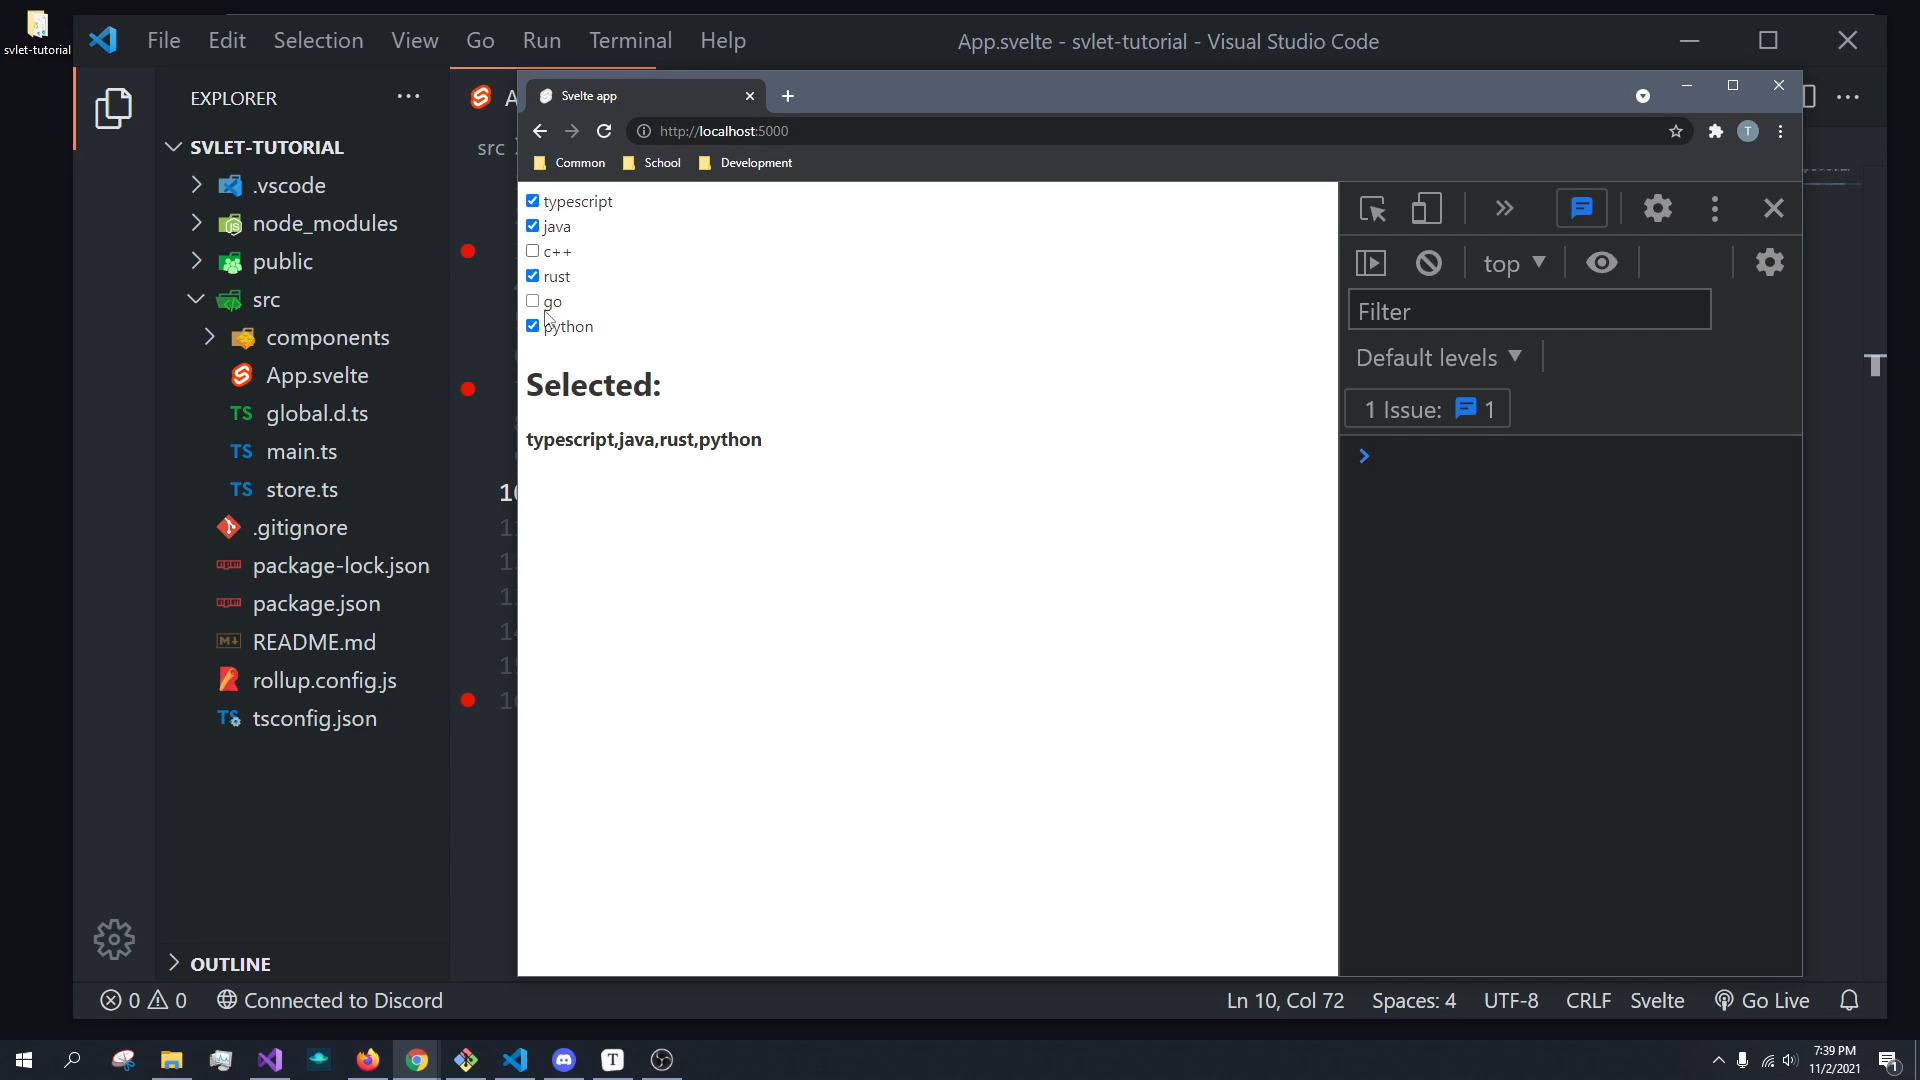 svlet-tutorial
File Edit Selection View Go Run Terminal Help
App.svelte - svlet-tutorial - Visual Studio Code
EXPLORER
SVLET-TUTORIAL
.vscode
node_modules
public
src
components
App.svelte
global.d.ts
main.ts
store.ts
.gitignore
package-lock.json
package.json
README.md
rollup.config.js
tsconfig.json
OUTLINE
A
src
10
14
Svelte app
http://localhost:5000
T
Common School Development
typescript
java
c++
rust
go
python
Selected:
typescript,java,rust,python
top
Filter
Default levels
1 Issue: 1
0 0 Connected to Discord
Ln 10, Col 72 Spaces: 4 UTF-8 CRLF Svelte Go Live
T
7:39 PM
11/2/2021
1